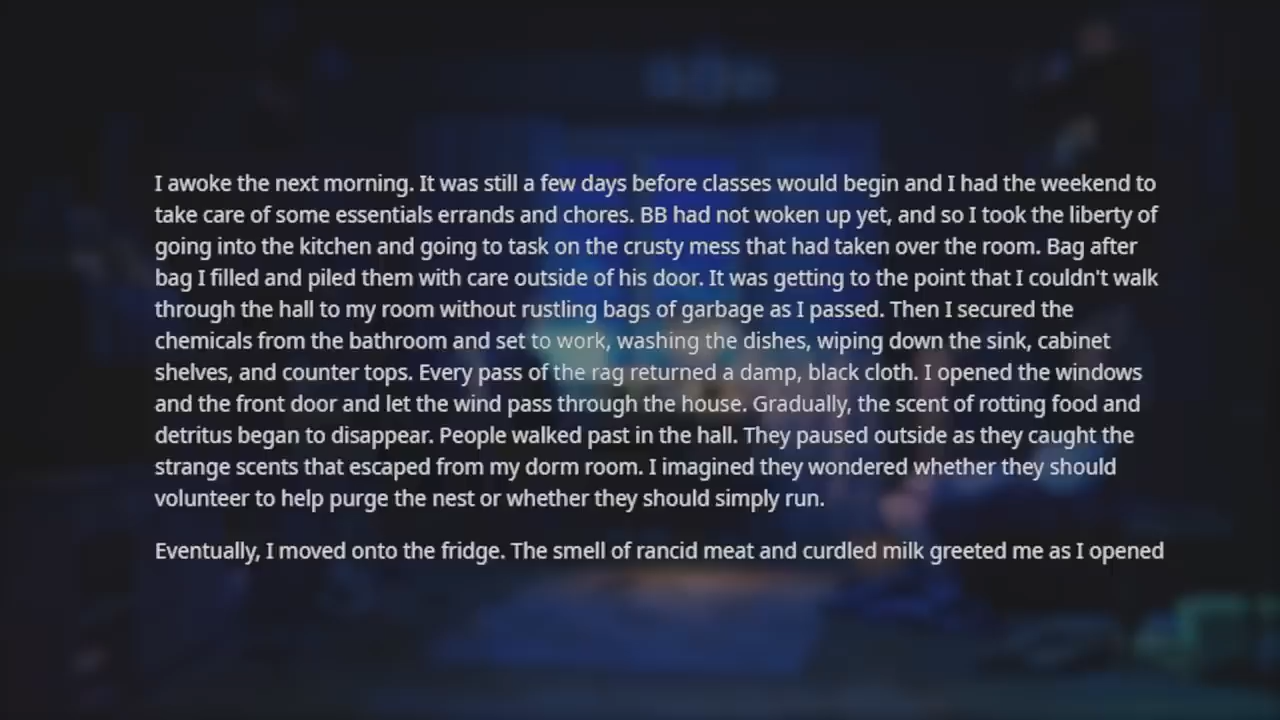 I awoke the next morning. It was still a few days before classes would begin and I had the weekend to
take care of some essentials errands and chores. BB had not woken up yet, and so I took the liberty of
going into the kitchen and going to task on the crusty mess that had taken over the room. Bag after
bag I filled and piled them with care outside of his door. It was getting to the point that I couldn't walk
through the hall to my room without rustling bags of garbage as I passed. Then I secured the
chemicals from the bathroom and set to work, washing the dishes, wiping down the sink, cabinet
shelves, and counter tops. Every pass of the rag returned a damp, black cloth. I opened the windows
and the front door and let the wind pass through the house. Gradually, the scent of rotting food and
detritus began to disappear. People walked past in the hall. They paused outside as they caught the
strange scents that escaped from my dorm room. I imagined they wondered whether they should
volunteer to help purge the nest or whether they should simply run.
Eventually, I moved onto the fridge. The smell of rancid meat and curdled milk greeted me as I opened